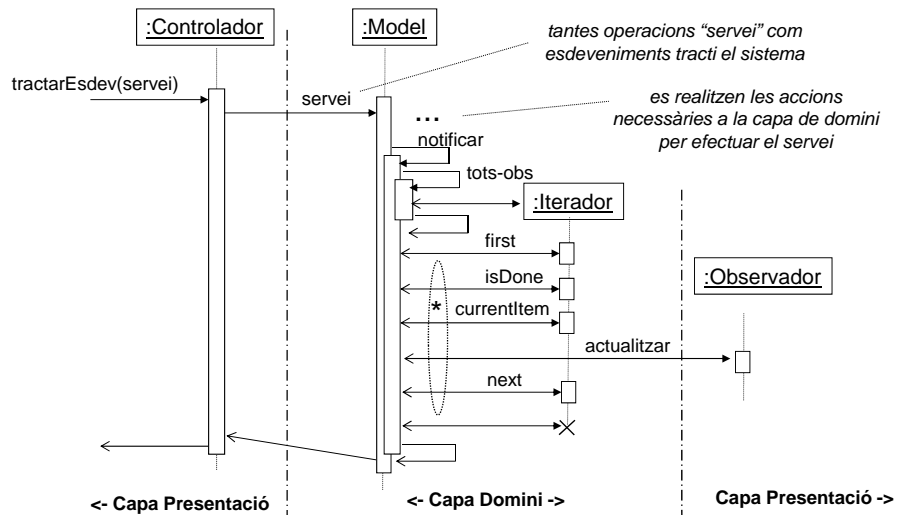 :Controlador
:Model
tantes operacions “servei” com
esdeveniments tracti el sistema
tractarEsdev(servei)
servei
...
es realitzen les accions
necessàries a la capa de domini
per efectuar el servei
notificar
tots-obs
:Iterador
first
:Observador
isDone
*
currentItem
actualitzar
next
<- Capa Presentació
<- Capa Domini ->
Capa Presentació ->